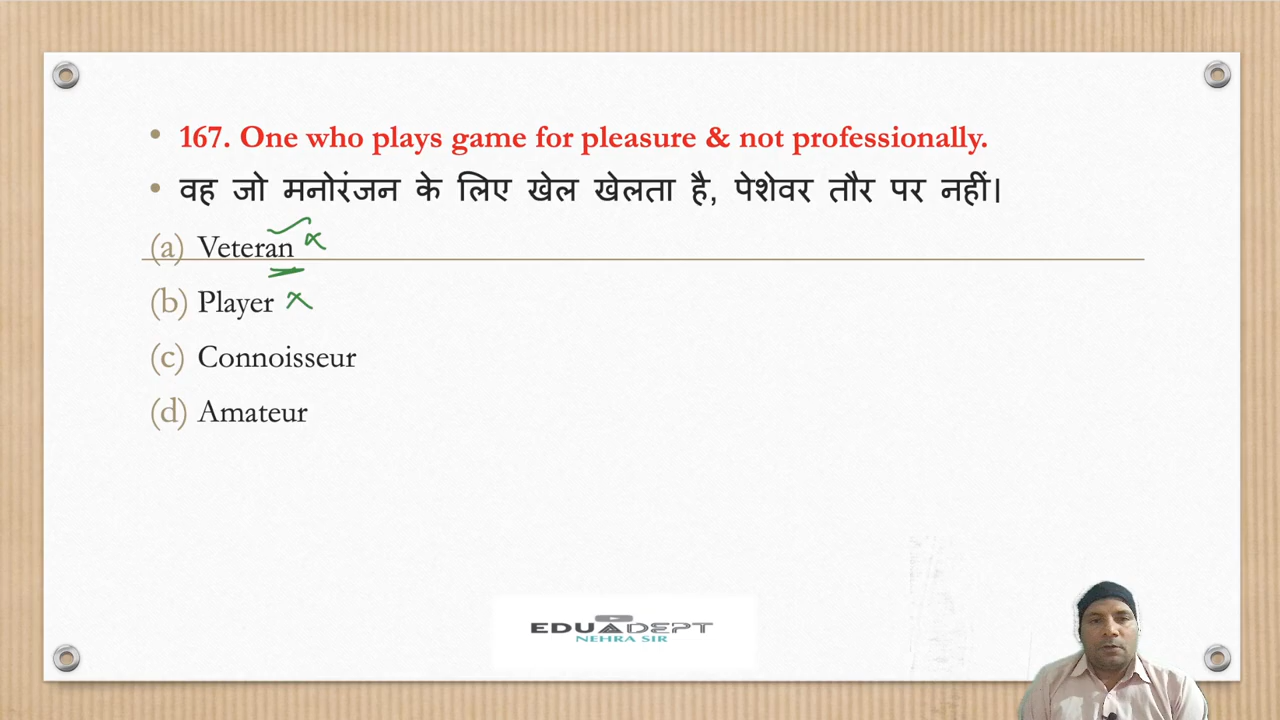 167. One who plays game for pleasure & not professionally.
वह जो मनोरंजन के लिए खेल खेलता है, पेशेवर तौर पर नहीं।
(a) Veteran
(b) Player
(c) Connoisseur
(d) Amateur
EDUADEPT
NEHRA SIR